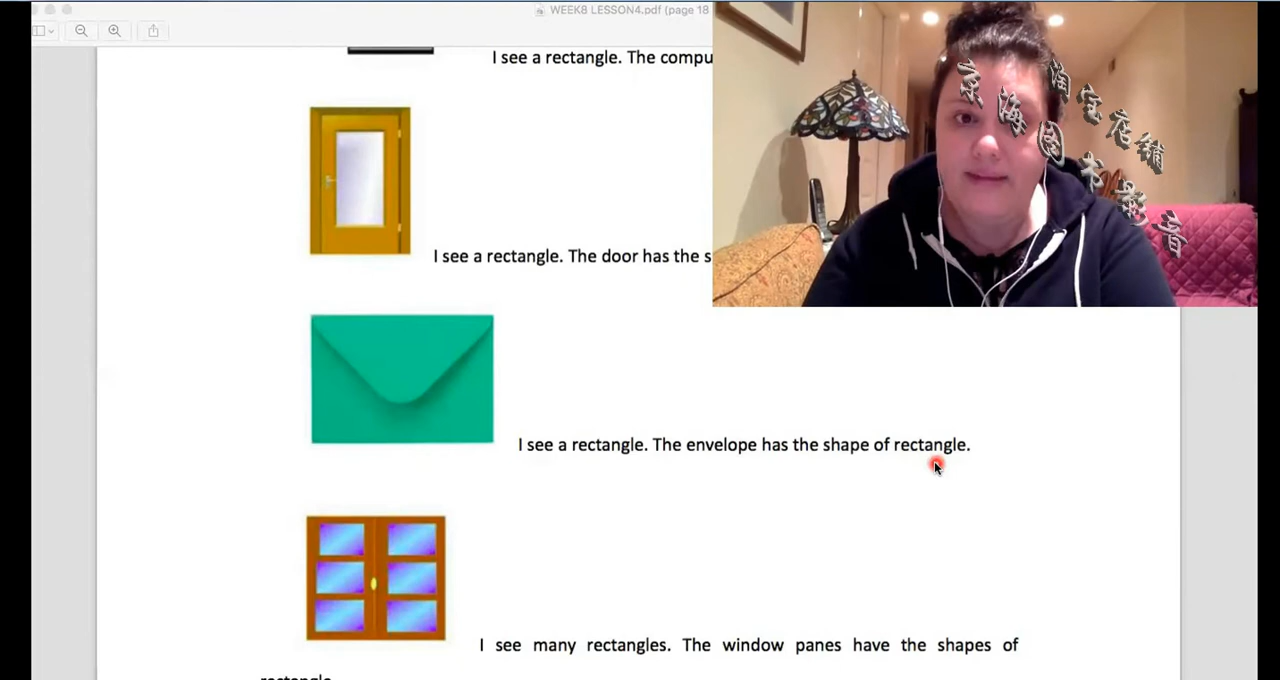 WEEK8 LESSON4.pdf (page 18
I see a rectangle. The compu
I see a rectangle. The door has the s
I see a rectangle. The envelope has the shape of rectangle.
I see many rectangles. The window panes have the shapes of
rectangle
淘宝店铺
京海图书影音